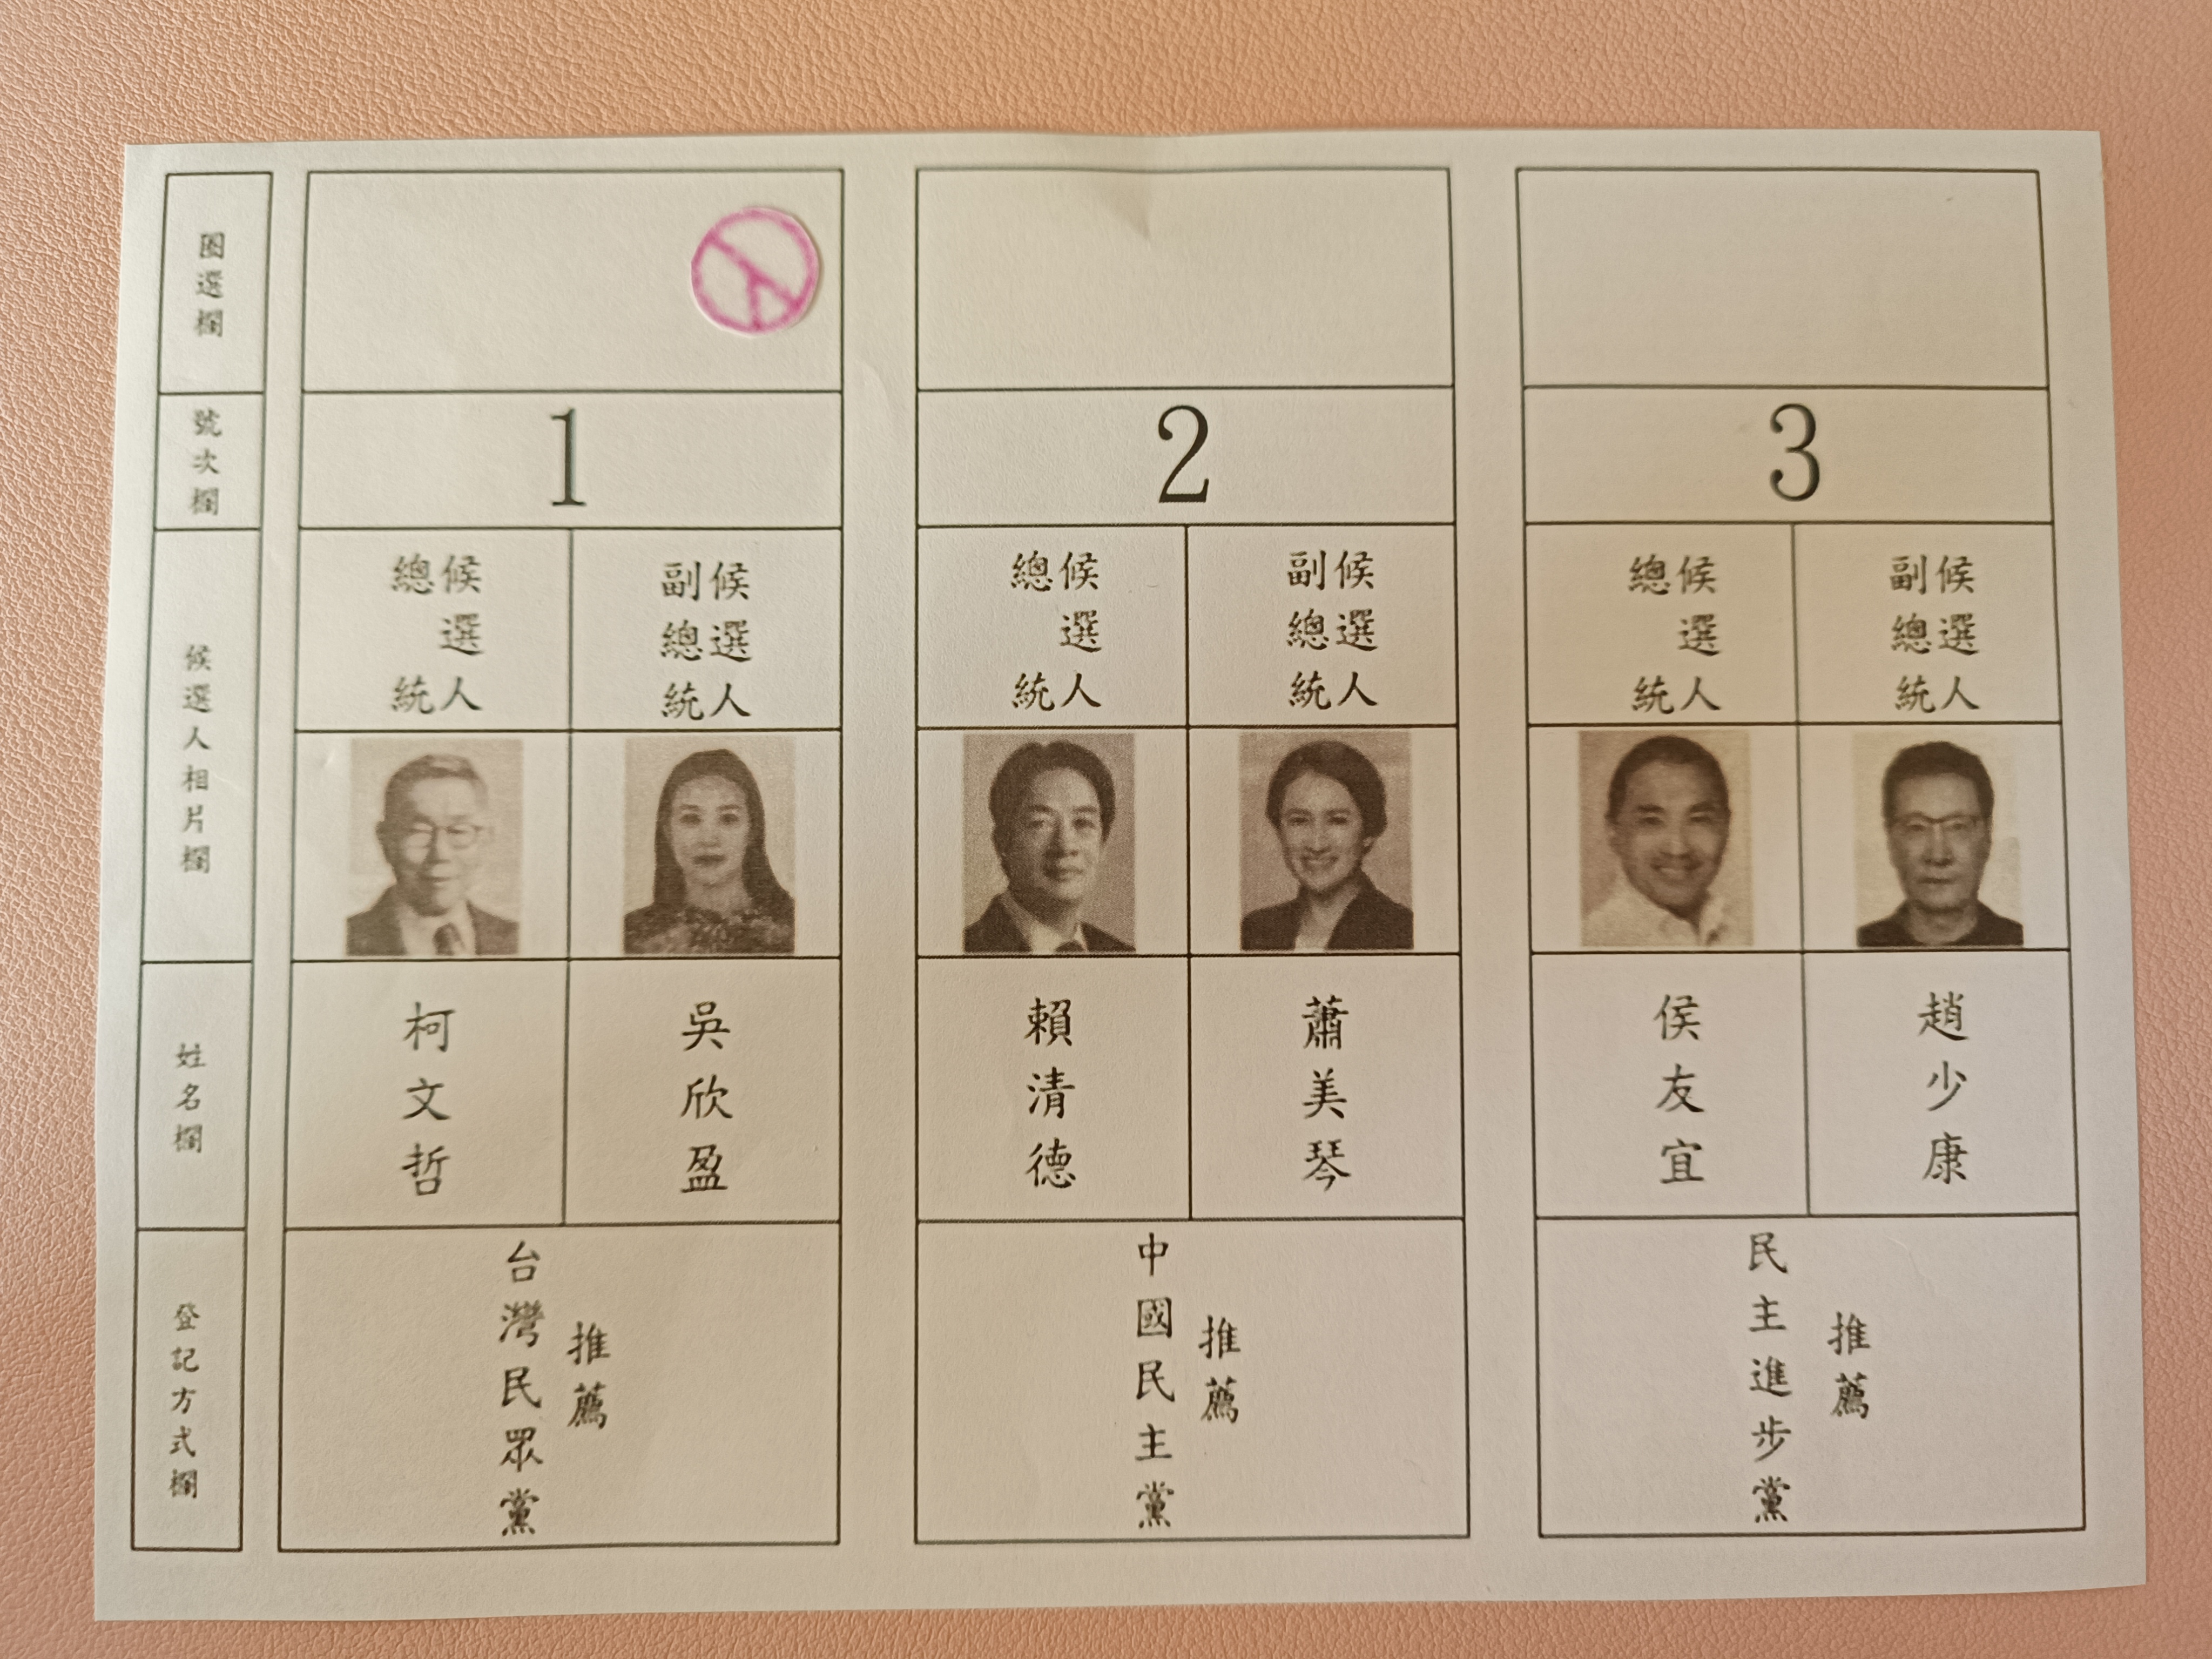 圈選欄
號次欄
候選人相片欄
姓名欄
登記方式欄
1
總統
候選人
副總統
候選人
柯文哲
吳欣盈
台灣民眾黨
推薦
2
總統
候選人
副總統
候選人
賴清德
蕭美琴
中國民主黨
推薦
3
總統
候選人
副總統
候選人
侯友宜
趙少康
民主進步黨
推薦